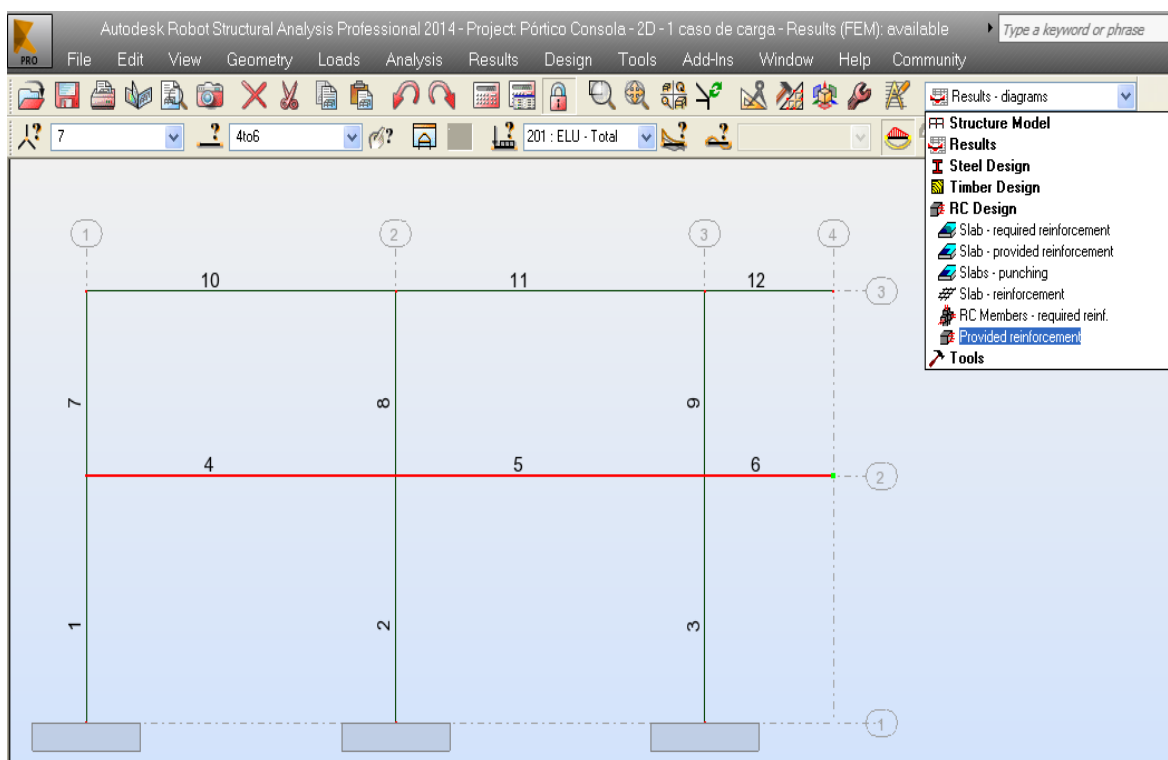 Autodesk Robot Structural Analysis Professional 2014 - Project: Pórtico Consola - 2D - 1 caso de carga - Results (FEM): available
Type a keyword or phrase
PRO
File Edit View Geometry Loads Analysis Results Design Tools Add-Ins Window Help Community
Results - diagrams
7
4to6
201 : ELU - Total
Structure Model
Results
Steel Design
Timber Design
RC Design
Slab - required reinforcement
Slab - provided reinforcement
Slabs - punching
Slab - reinforcement
RC Members - required reinf.
Provided reinforcement
Tools
1 2 3 4
10 11 12
3
7 8 9
4 5 6
2
1 2 3
1